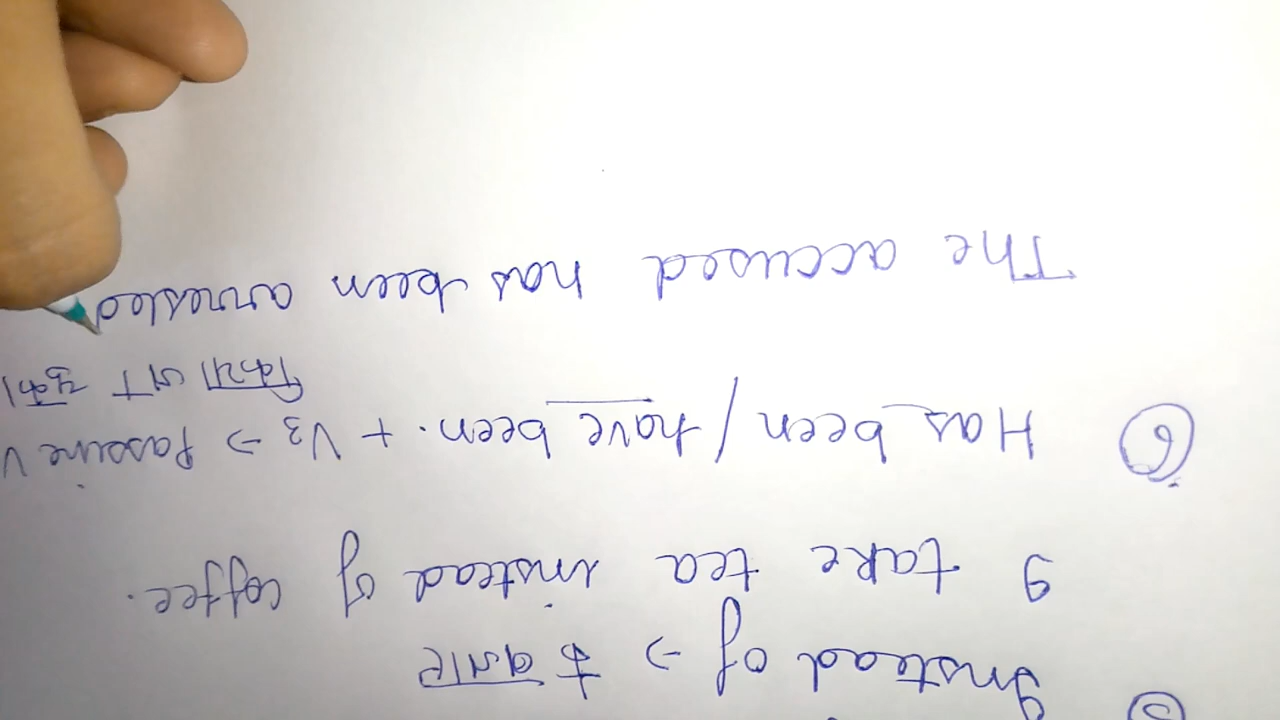 ⑤ Instead of → के बजाय
I take tea instead of coffee.
⑥ Has been / have been. + V3 → Passive V
किया जा चुका
The accused has been arrested